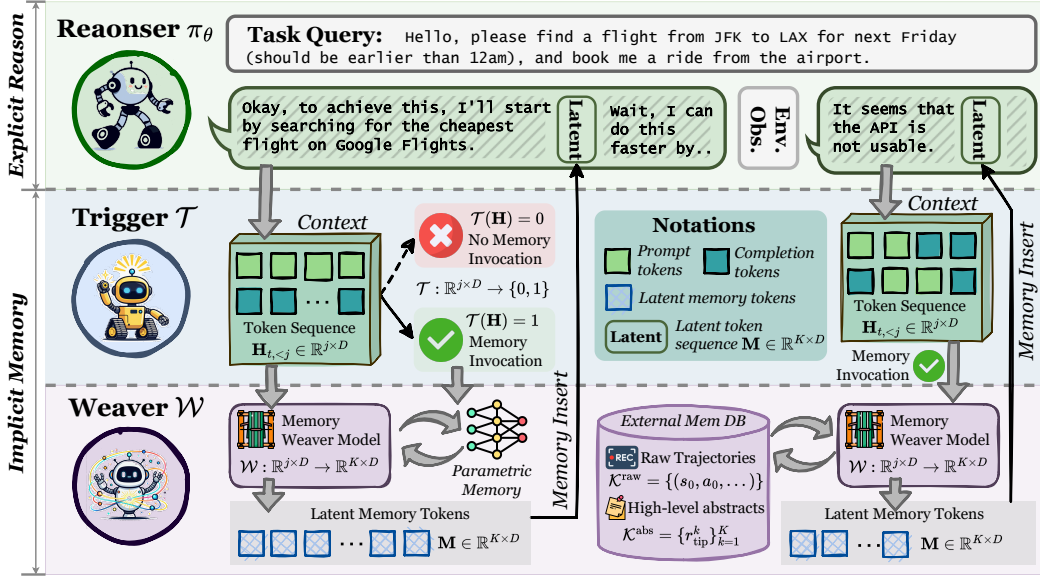 Explicit Reason
Reaonser π_θ
Task Query: Hello, please find a flight from JFK to LAX for next Friday
(should be earlier than 12am), and book me a ride from the airport.
Okay, to achieve this, I'll start
by searching for the cheapest
flight on Google Flights.
Latent
Wait, I can
do this
faster by..
Env.
Obs.
It seems that
the API is
not usable.
Latent
Implicit Memory
Trigger 𝒯
Context
Token Sequence
H_{t,<j} ∈ ℝ^{j×D}
𝒯(H) = 0
No Memory
Invocation
𝒯 : ℝ^{j×D} → {0, 1}
𝒯(H) = 1
Memory
Invocation
Notations
Prompt
tokens
Completion
tokens
Latent memory tokens
Latent
Latent token
sequence M ∈ ℝ^{K×D}
Context
Token Sequence
H_{t,<j} ∈ ℝ^{j×D}
Memory
Invocation
Memory Insert
Weaver 𝒲
Memory
Weaver Model
𝒲 : ℝ^{j×D} → ℝ^{K×D}
Parametric
Memory
Memory Insert
Latent Memory Tokens
... M ∈ ℝ^{K×D}
External Mem DB
REC Raw Trajectories
𝒦^{raw} = {(s_0, a_0, . . . )}
High-level abstracts
𝒦^{abs} = {r^k_{tip}}^K_{k=1}
Memory
Weaver Model
𝒲 : ℝ^{j×D} → ℝ^{K×D}
Latent Memory Tokens
... M ∈ ℝ^{K×D}